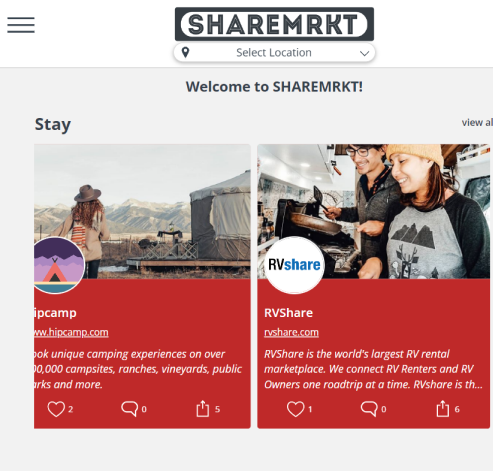 SHAREMRKT
Select Location
Welcome to SHAREMRKT!
Stay
view al
ipcamp
ww.hipcamp.com
ook unique camping experiences on over
00,000 campsites, ranches, vineyards, public
arks and more.
2 0 5
RVshare
RVShare
rvshare.com
RVShare is the world's largest RV rental
marketplace. We connect RV Renters and RV
Owners one roadtrip at a time. RVshare is th...
1 0 6